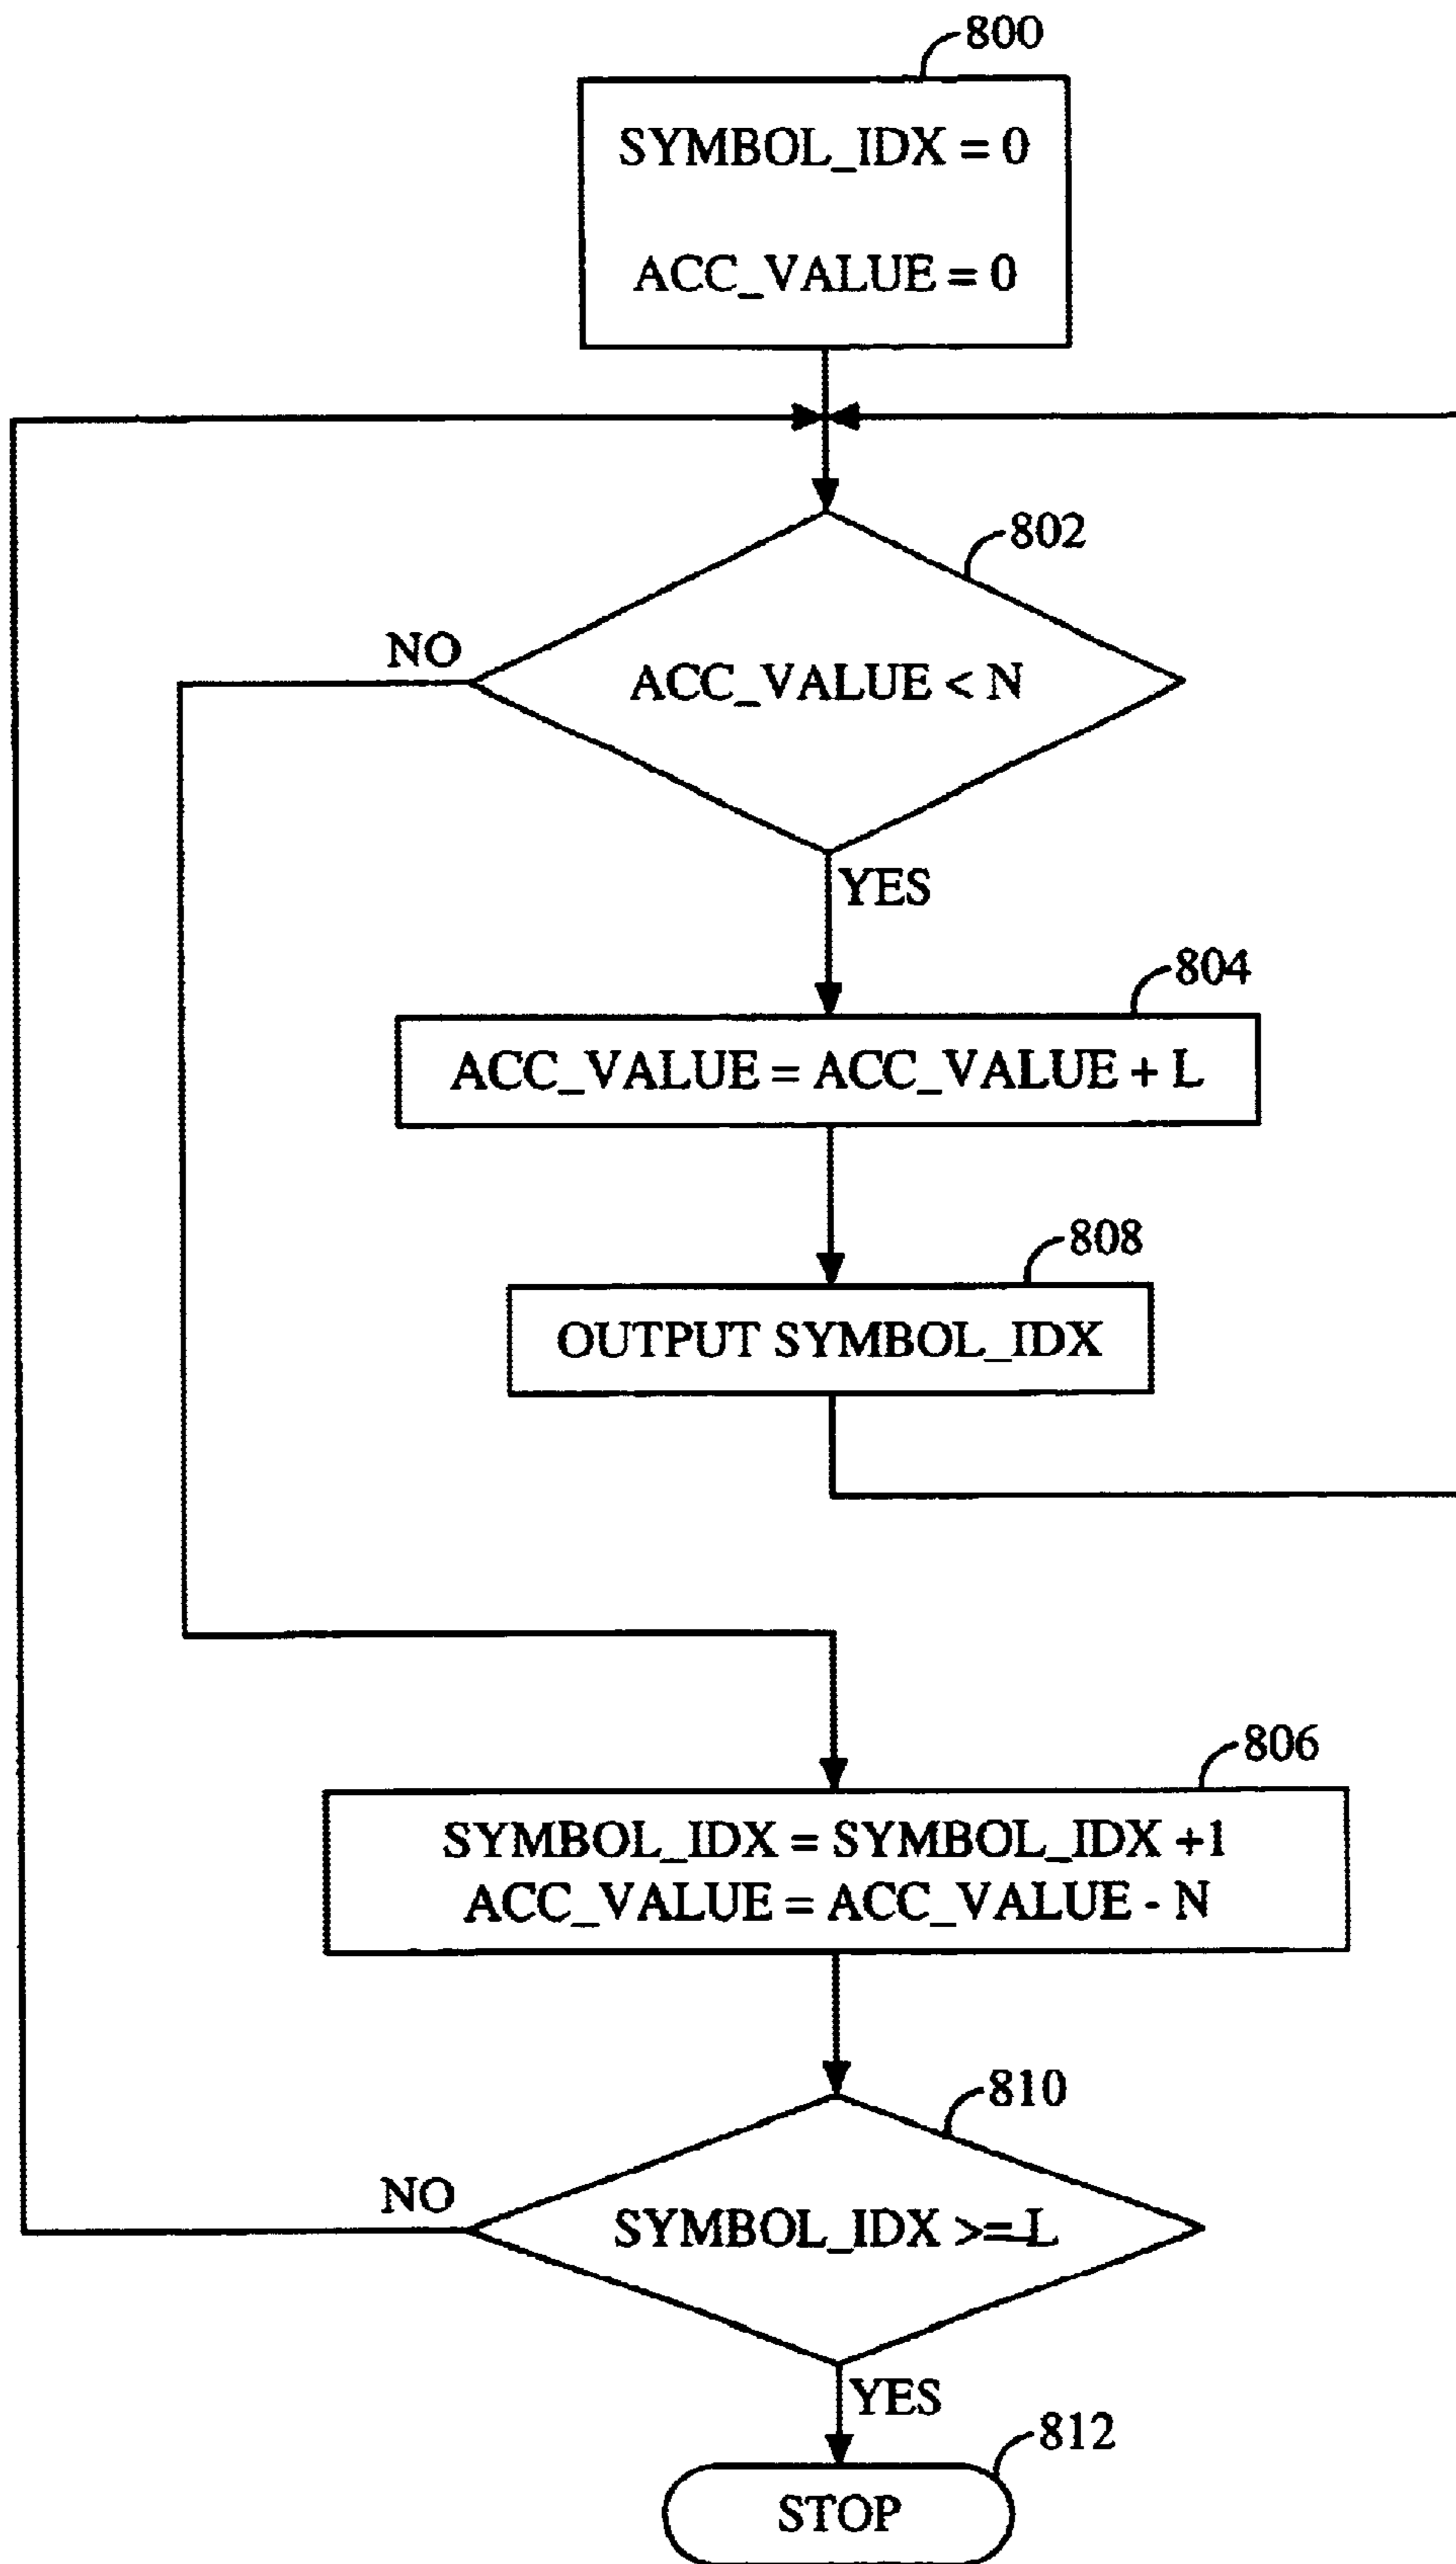 800
SYMBOL_IDX = 0
ACC_VALUE = 0
802
NO
ACC_VALUE < N
YES
804
ACC_VALUE = ACC_VALUE + L
808
OUTPUT SYMBOL_IDX
806
SYMBOL_IDX = SYMBOL_IDX +1
ACC_VALUE = ACC_VALUE - N
810
NO
SYMBOL_IDX >= L
YES
812
STOP